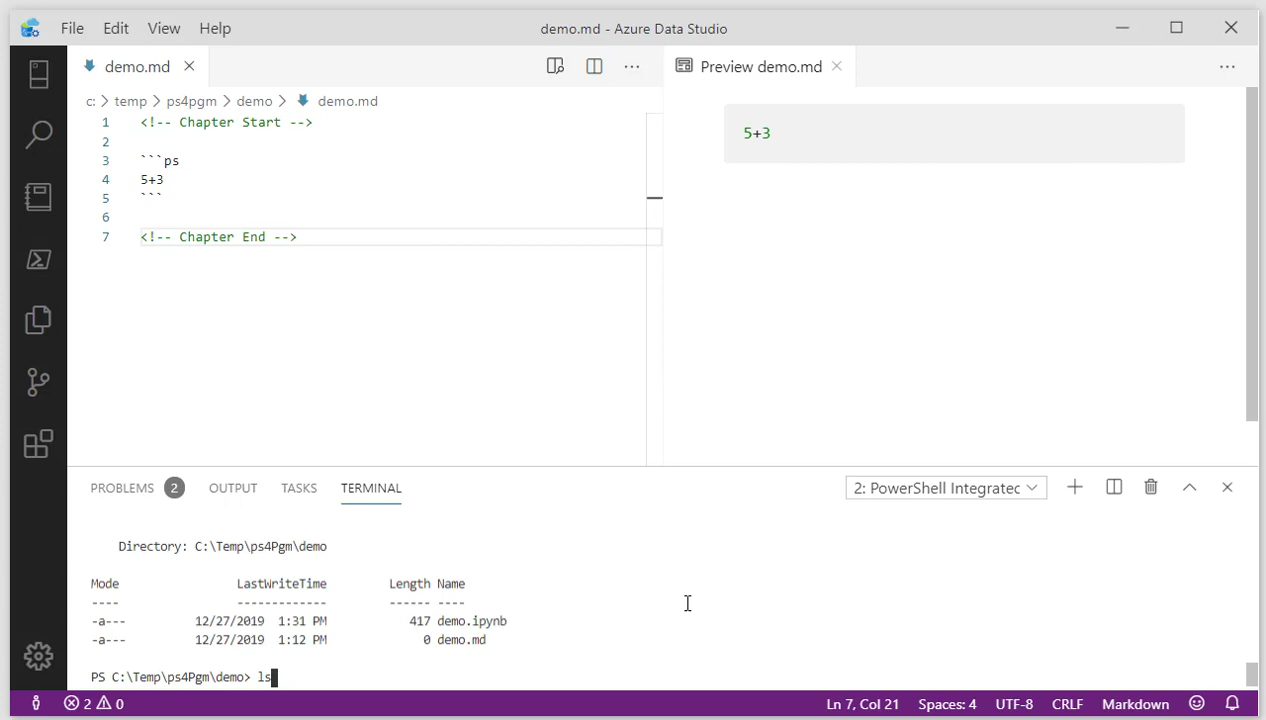 File Edit View Help demo.md - Azure Data Studio
demo.md Preview demo.md
c: > temp > ps4pgm > demo > demo.md
1 <!-- Chapter Start -->
2
3 ```ps
4 5+3
5 ```
6
7 <!-- Chapter End -->
5+3
PROBLEMS 2 OUTPUT TASKS TERMINAL 2: PowerShell Integratec
Directory: C:\Temp\ps4Pgm\demo
Mode LastWriteTime Length Name
---- ------------- ------ ----
-a--- 12/27/2019 1:31 PM 417 demo.ipynb
-a--- 12/27/2019 1:12 PM 0 demo.md
PS C:\Temp\ps4Pgm\demo> ls
2 0 Ln 7, Col 21 Spaces: 4 UTF-8 CRLF Markdown